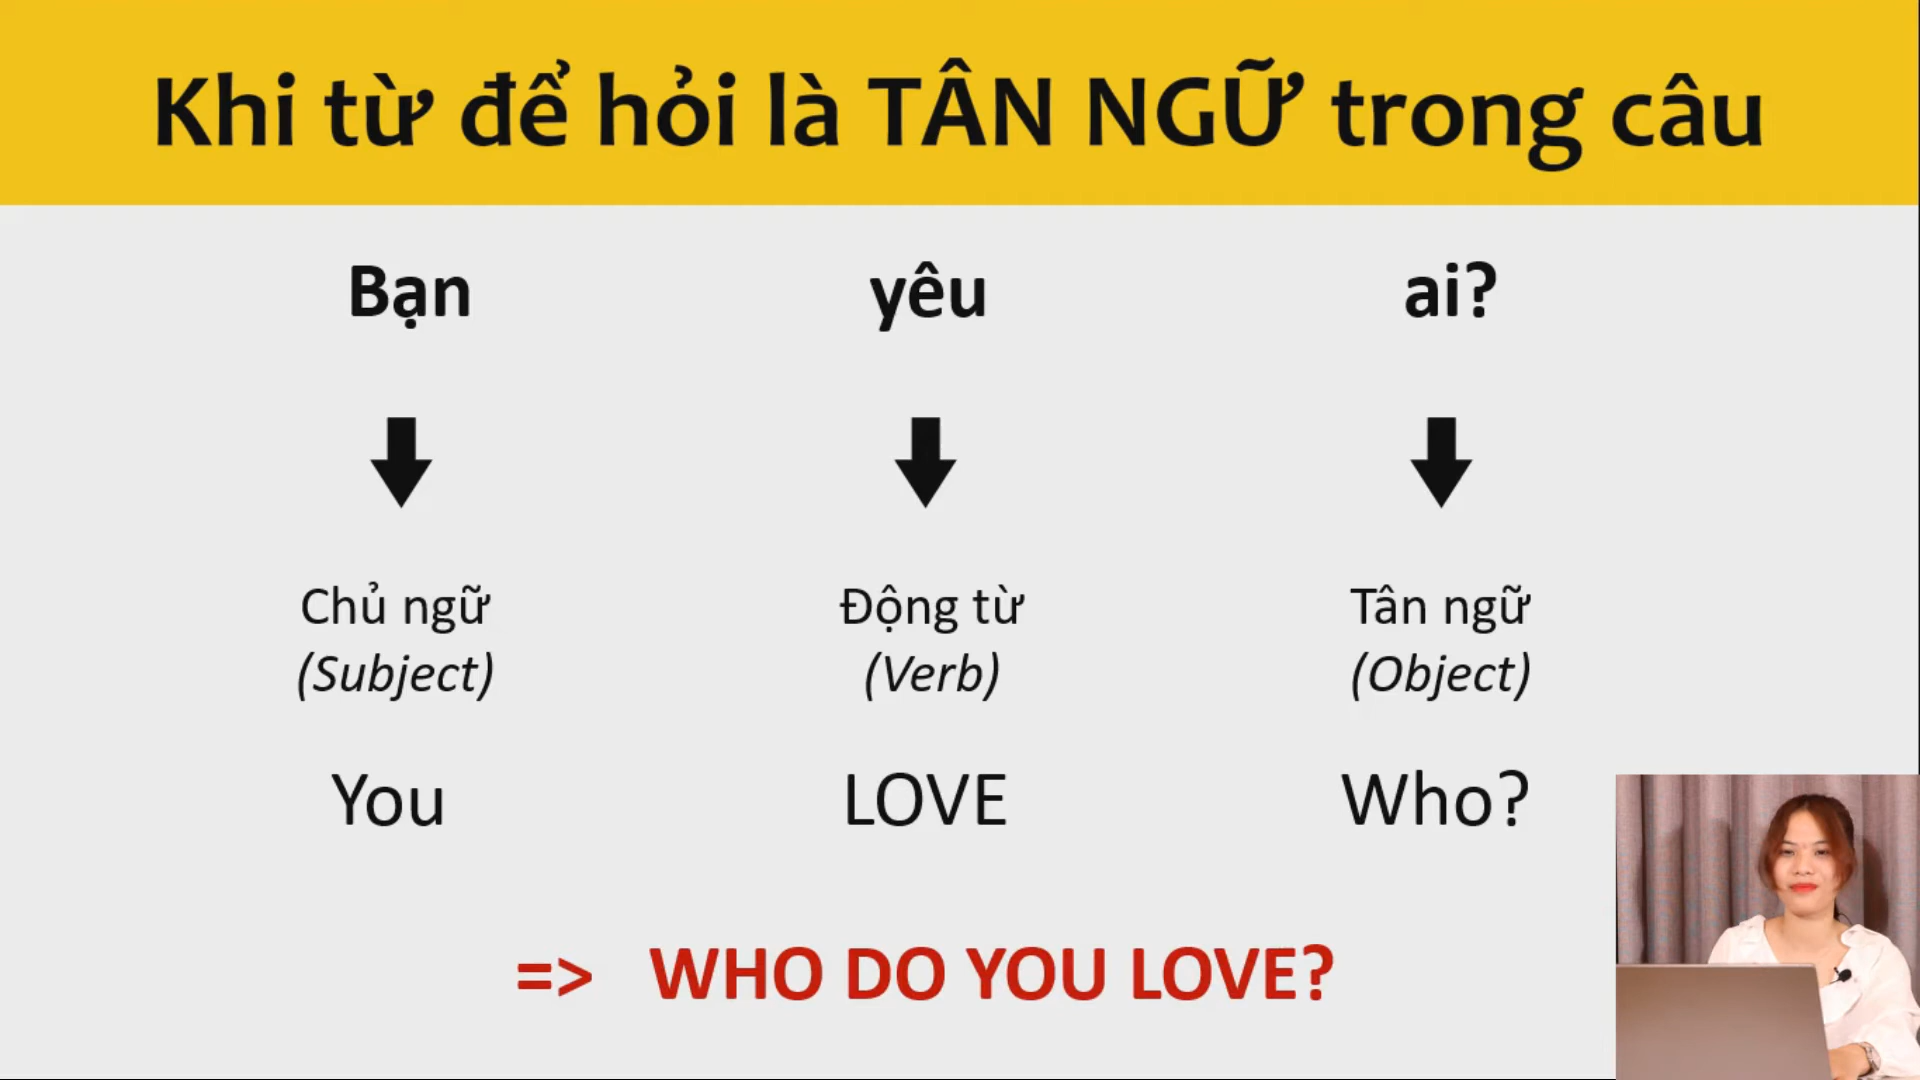 Khi từ để hỏi là TÂN NGỮ trong câu
Bạn yêu ai?
Chủ ngữ Động từ Tân ngữ
(Subject) (Verb) (Object)
You LOVE Who?
=> WHO DO YOU LOVE?